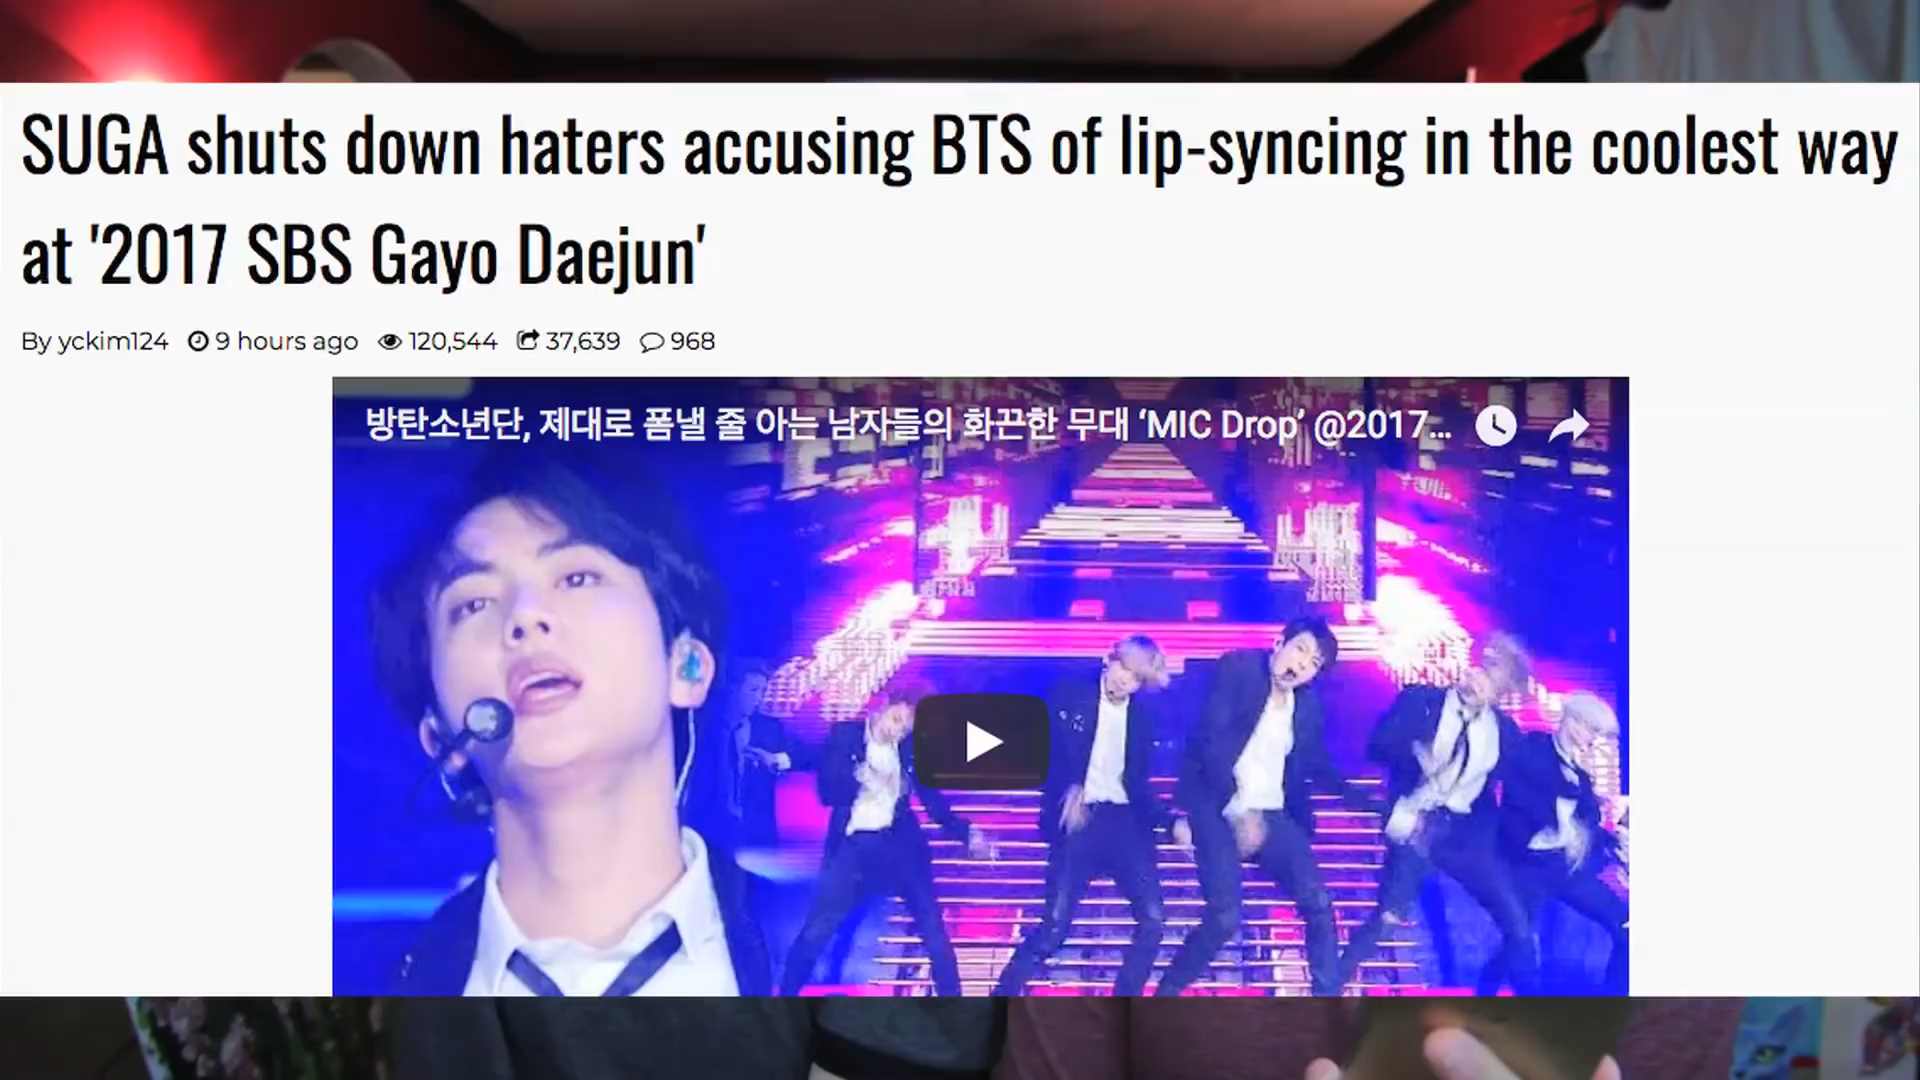 SUGA shuts down haters accusing BTS of lip-syncing in the coolest way
at '2017 SBS Gayo Daejun'
By yckim124 9 hours ago 120,544 37,639 968
방탄소년단, 제대로 폼낼 줄 아는 남자들의 화끈한 무대 ‘MIC Drop’ @2017...